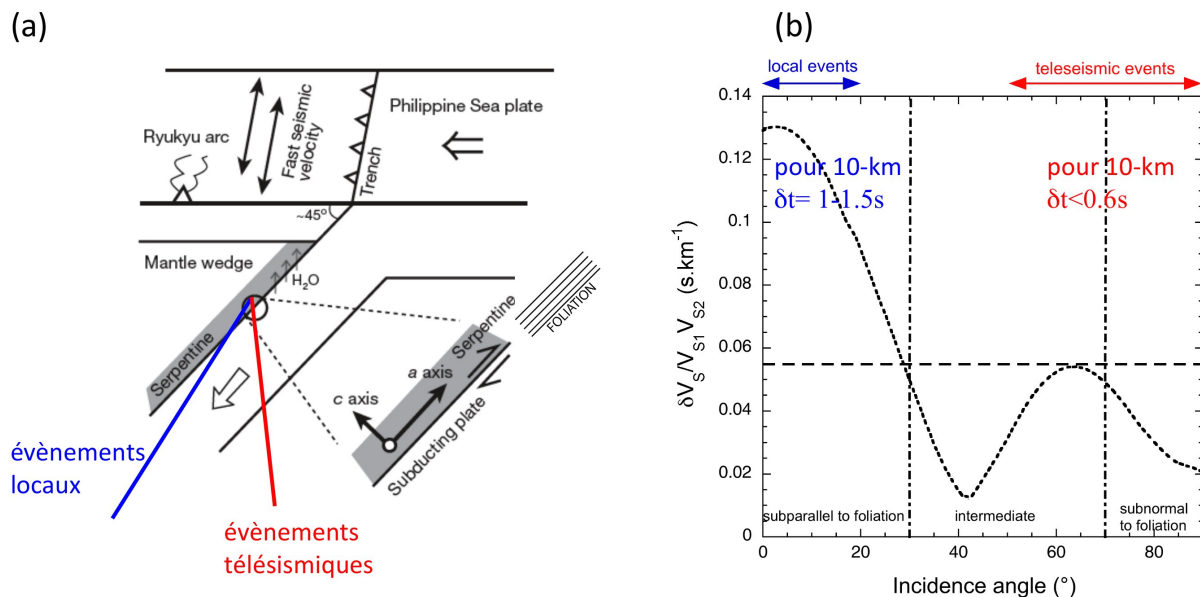 (a)
Ryukyu arc
Fast seismic
velocity
Trench
Philippine Sea plate
~45°
Mantle wedge
H₂O
Serpentine
FOLIATION
Serpentine
a axis
c axis
Subducting plate
évènements
locaux
évènements
télésismiques
(b)
local events
teleseismic events
0.14
0.12
0.1
0.08
0.06
0.04
0.02
0
δVS/VS1 VS2 (s.km⁻¹)
pour 10-km
δt= 1-1.5s
pour 10-km
δt<0.6s
subparallel to foliation
intermediate
subnormal
to foliation
0 20 40 60 80
Incidence angle (°)